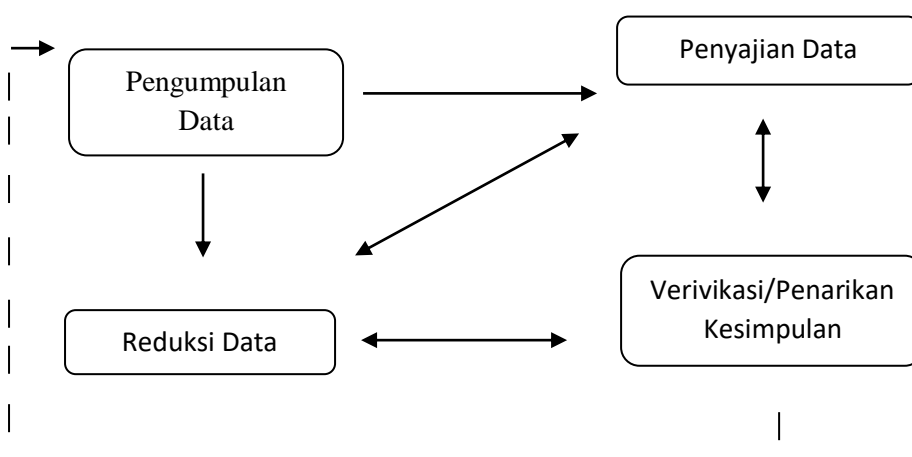 Pengumpulan
Data
Penyajian Data
Reduksi Data
Verivikasi/Penarikan
Kesimpulan